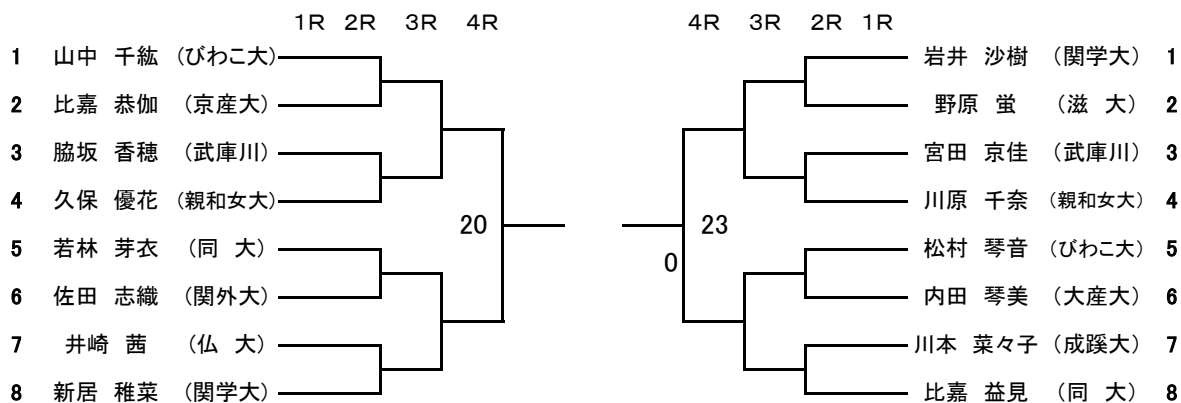 1R 2R 3R 4R
4R 3R 2R 1R
1 山中 千紘 (びわこ大)
岩井 沙樹 (関学大) 1
2 比嘉 恭伽 (京産大)
野原 蛍 (滋 大) 2
3 脇坂 香穂 (武庫川)
宮田 京佳 (武庫川) 3
4 久保 優花 (親和女大)
川原 千奈 (親和女大) 4
20
23
5 若林 芽衣 (同 大)
松村 琴音 (びわこ大) 5
0
6 佐田 志織 (関外大)
内田 琴美 (大産大) 6
7 井崎 茜 (仏 大)
川本 菜々子 (成蹊大) 7
8 新居 稚菜 (関学大)
比嘉 益見 (同 大) 8